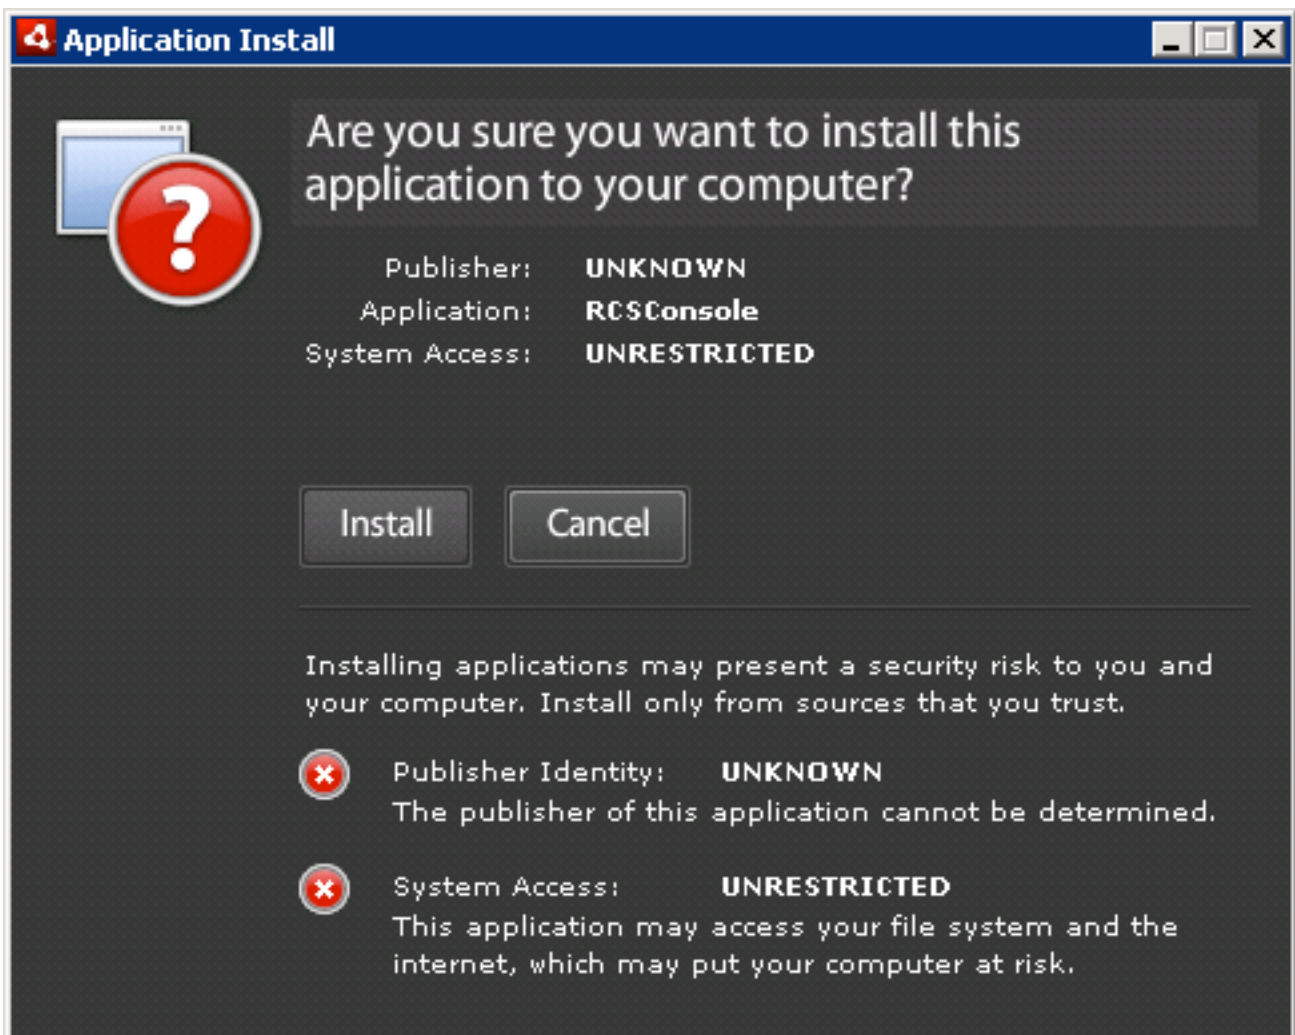 Application Install
Are you sure you want to install this
application to your computer?
Publisher: UNKNOWN
Application: RCSConsole
System Access: UNRESTRICTED
Install Cancel
Installing applications may present a security risk to you and
your computer. Install only from sources that you trust.
Publisher Identity: UNKNOWN
The publisher of this application cannot be determined.
System Access: UNRESTRICTED
This application may access your file system and the
internet, which may put your computer at risk.